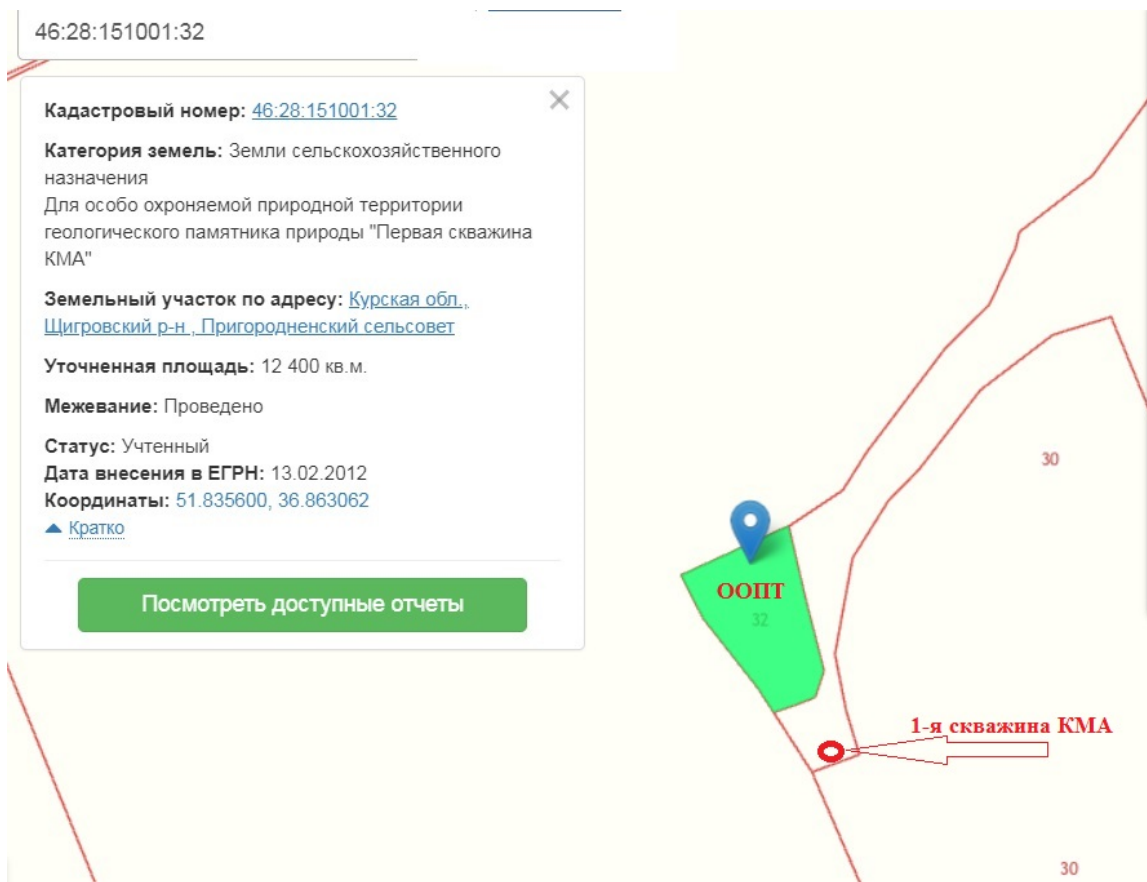 46:28:151001:32
Кадастровый номер: 46:28:151001:32
Категория земель: Земли сельскохозяйственного
назначения
Для особо охроняемой природной территории
геологического памятника природы "Первая скважина
КМА"
Земельный участок по адресу: Курская обл.,
Щигровский р-н , Пригородненский сельсовет
Уточненная площадь: 12 400 кв.м.
Межевание: Проведено
Статус: Учтенный
Дата внесения в ЕГРН: 13.02.2012
Координаты: 51.835600, 36.863062
Кратко
Посмотреть доступные отчеты
30
ООПТ
32
1-я скважина КМА
30